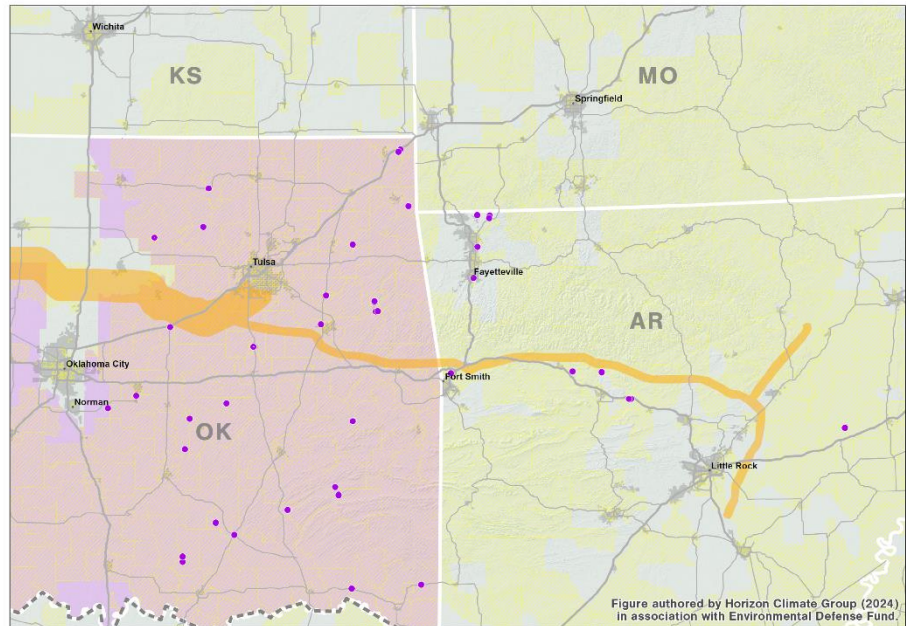 Wichita
KS
MO
Springfield
Tulsa
Fayetteville
AR
Oklahoma City
Fort Smith
Norman
OK
Little Rock
Figure authored by Horizon Climate Group (2024)
in association with Environmental Defense Fund.